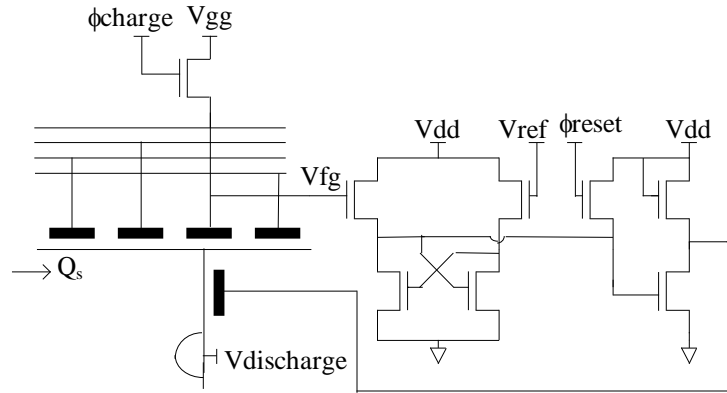 ϕcharge Vgg
Vdd Vref ϕreset Vdd
Vfg
Qs
Vdischarge